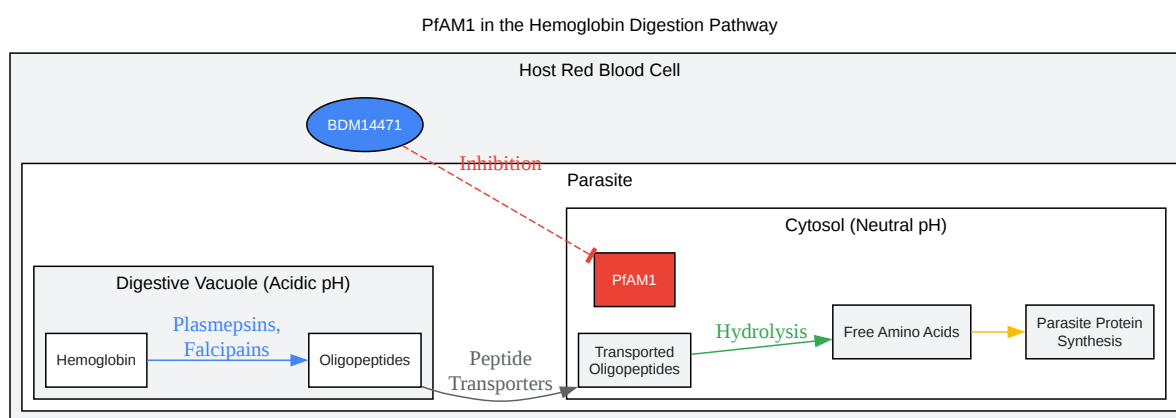 PfAM1 in the Hemoglobin Digestion Pathway
Host Red Blood Cell
BDM14471
Inhibition
Parasite
Cytosol (Neutral pH)
PfAM1
Digestive Vacuole (Acidic pH)
Hemoglobin
Plasmepsins,
Falcipains
Oligopeptides
Peptide
Transporters
Transported
Oligopeptides
Hydrolysis
Free Amino Acids
Parasite Protein
Synthesis